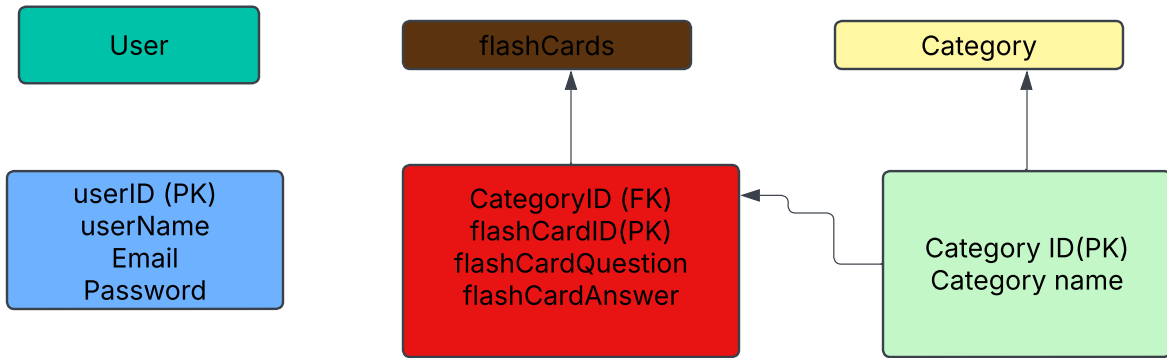 User
flashCards
Category
userID (PK)
userName
Email
Password
CategoryID (FK)
flashCardID(PK)
flashCardQuestion
flashCardAnswer
Category ID(PK)
Category name